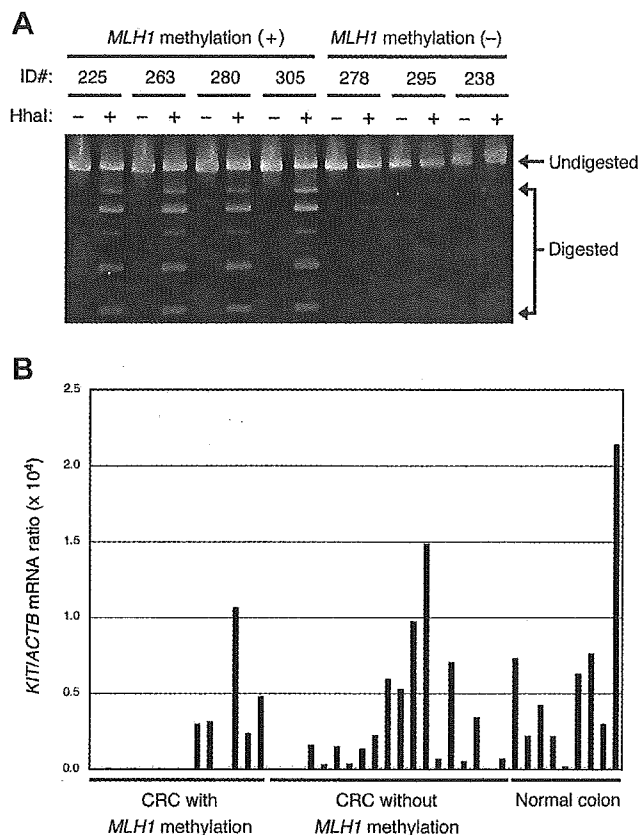 A
MLH1 methylation (+) MLH1 methylation (–)
ID#: 225 263 280 305 278 295 238
HhaI: – + – + – + – + – + – + – +
Undigested
Digested
B
KIT/ACTB mRNA ratio (x 10⁴)
2.5
2.0
1.5
1.0
0.5
0.0
CRC with
MLH1 methylation
CRC without
MLH1 methylation
Normal colon